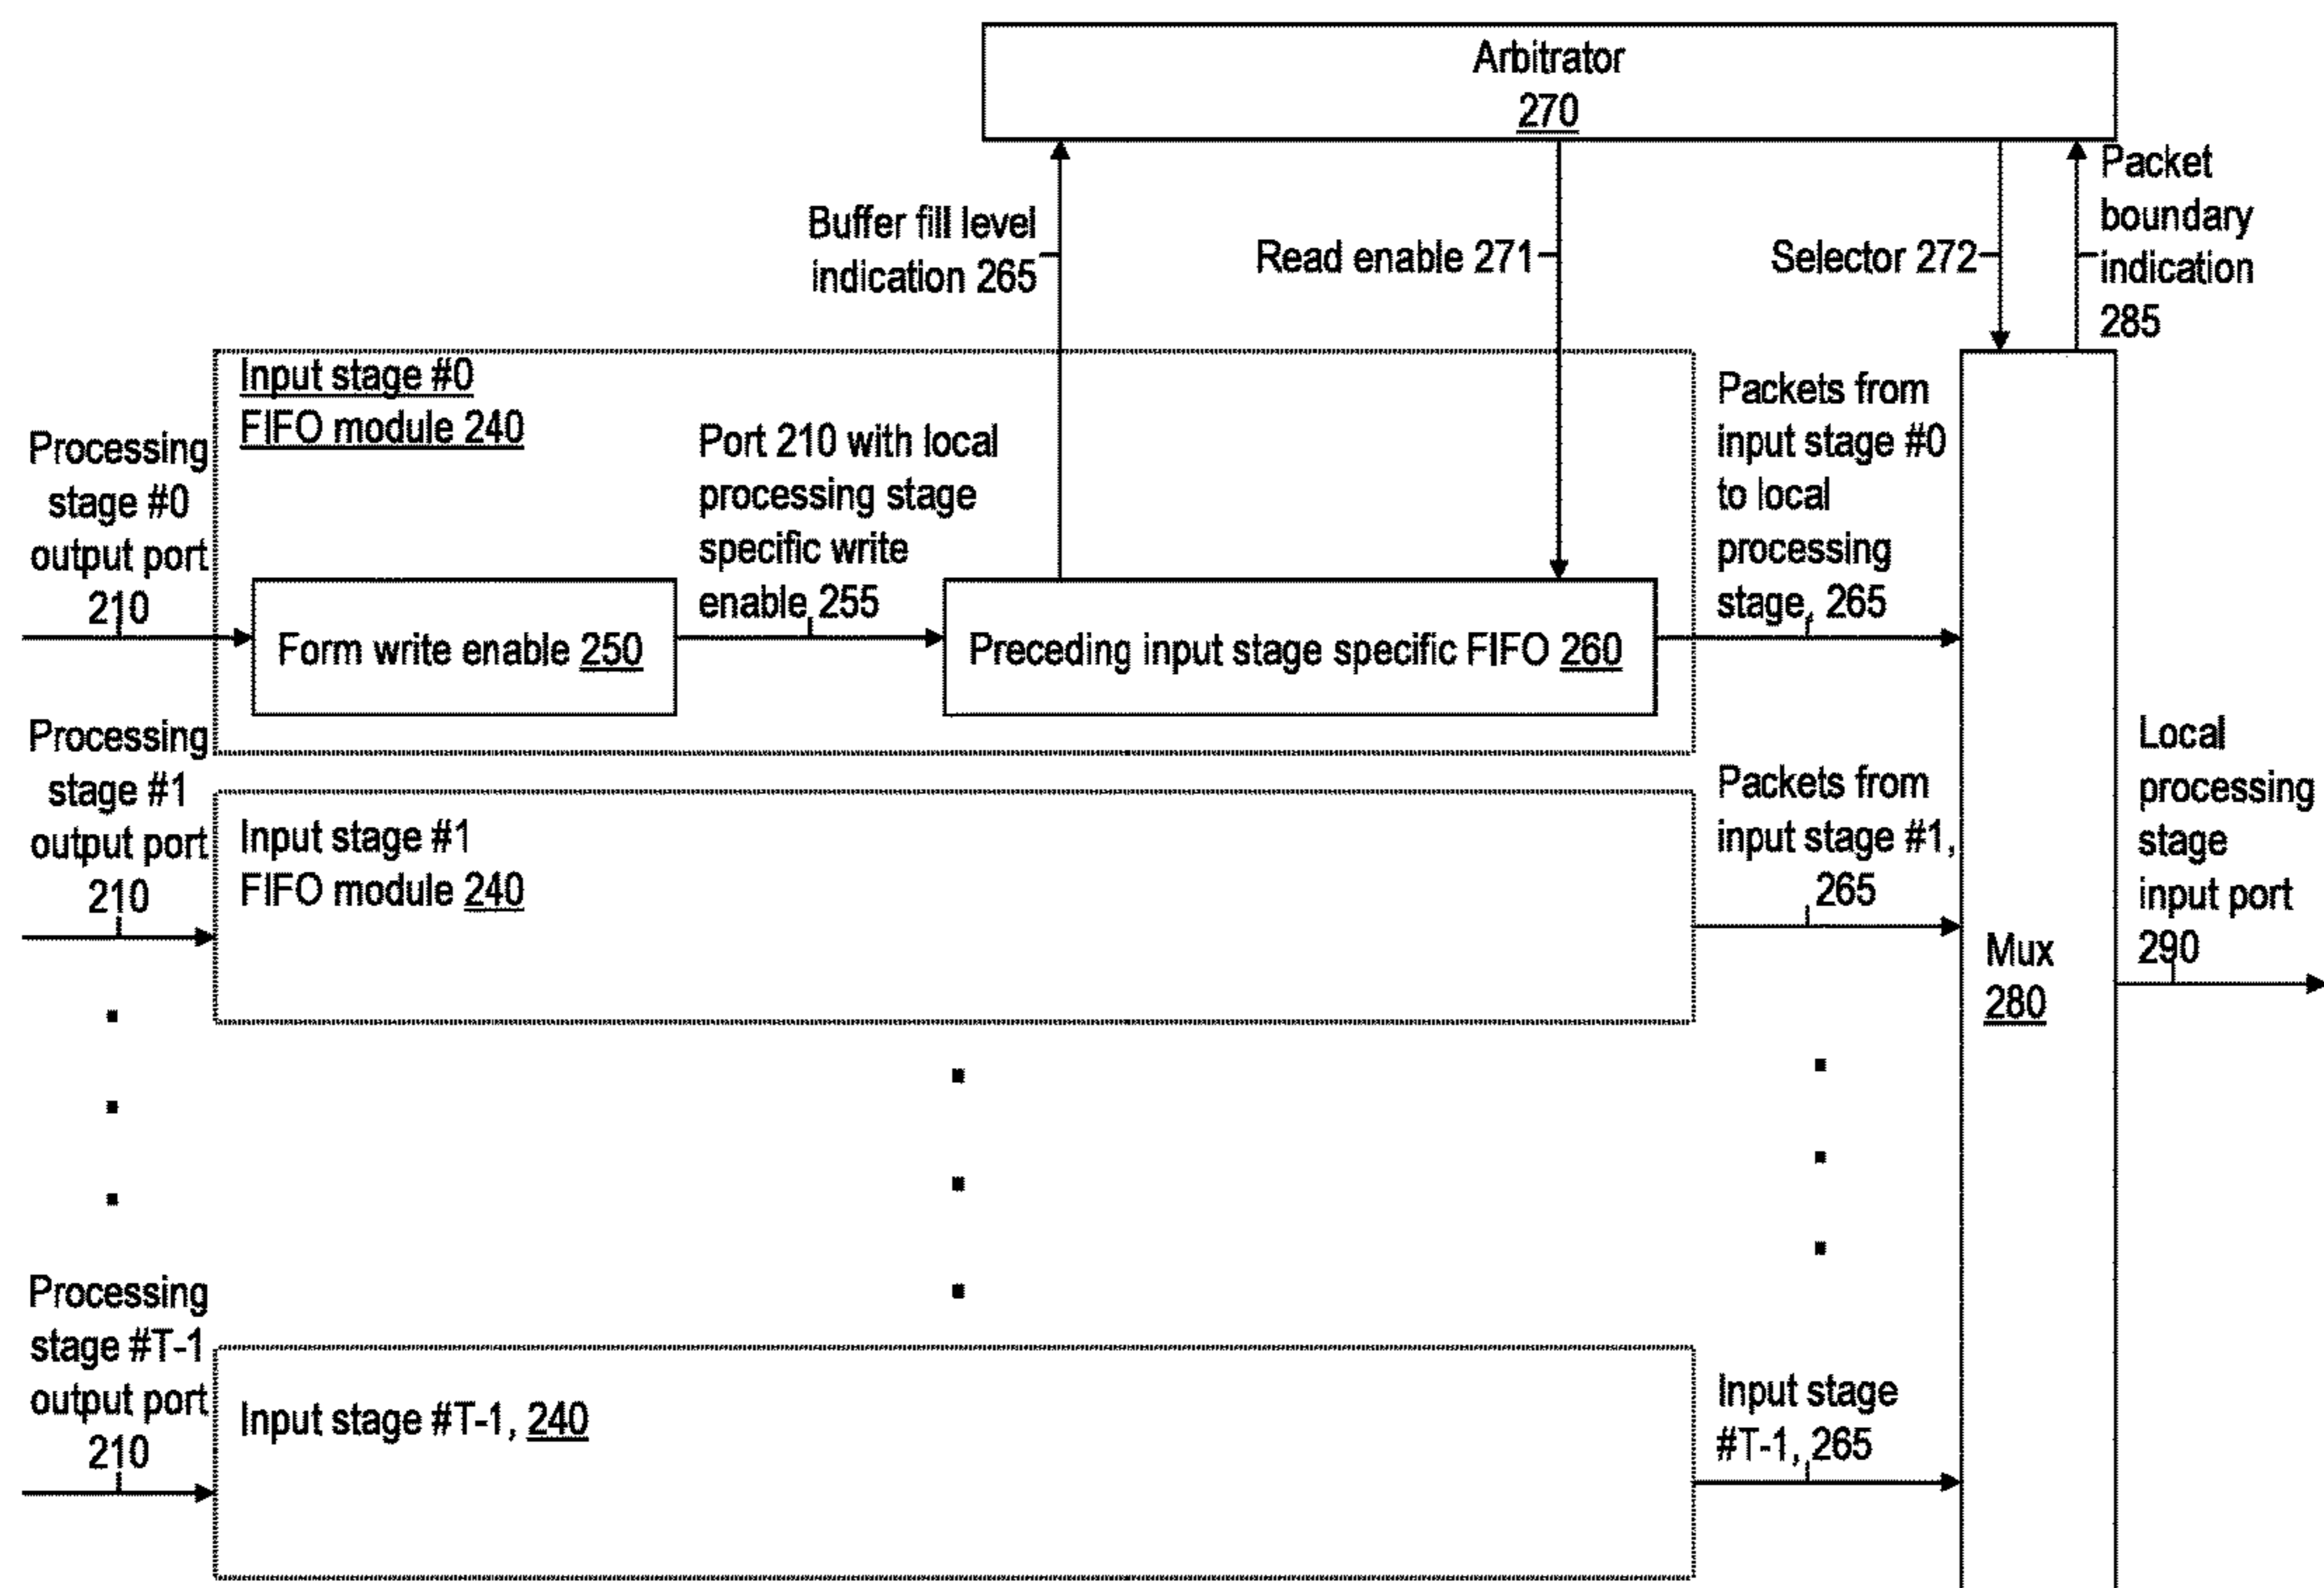 Arbitrator
270
Buffer fill level
indication 265
Read enable 271
Selector 272
Packet
boundary
indication
285
Input stage #0
FIFO module 240
Processing
stage #0
output port
210
Port 210 with local
processing stage
specific write
enable 255
Packets from
input stage #0
to local
processing
stage, 265
Form write enable 250
Preceding input stage specific FIFO 260
Processing
stage #1
output port
210
Input stage #1
FIFO module 240
Packets from
input stage #1,
265
Mux
280
Local
processing
stage
input port
290
Processing
stage #T-1
output port
210
Input stage #T-1, 240
Input stage
#T-1, 265